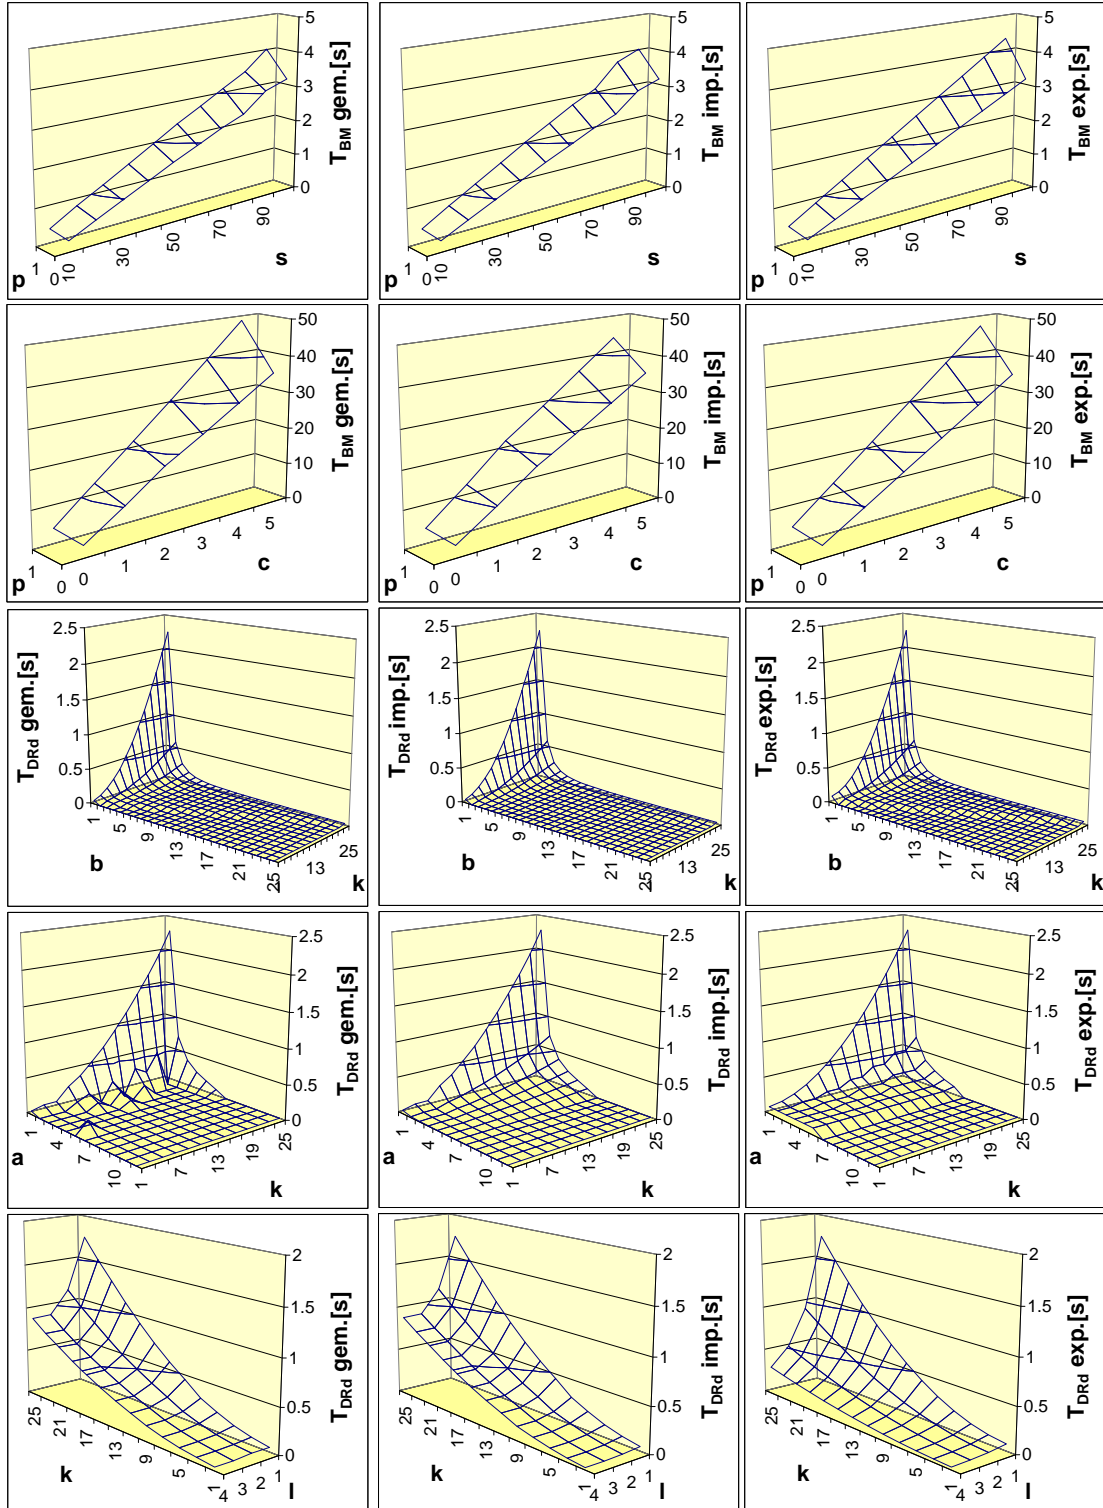 5
4
3
2
1
0
T_BM gem.[s]
10 30 50 70 90
s
p
1
0
5
4
3
2
1
0
T_BM imp.[s]
10 30 50 70 90
s
p
1
0
5
4
3
2
1
0
T_BM exp.[s]
10 30 50 70 90
s
p
1
0
50
40
30
20
10
0
T_BM gem.[s]
0 1 2 3 4 5
c
p
1
0
50
40
30
20
10
0
T_BM imp.[s]
0 1 2 3 4 5
c
p
1
0
50
40
30
20
10
0
T_BM exp.[s]
0 1 2 3 4 5
c
p
1
0
2.5
2
1.5
1
0.5
0
T_DRd gem.[s]
1 5 9 13 17 21 25
b
13 25
k
2.5
2
1.5
1
0.5
0
T_DRd imp.[s]
1 5 9 13 17 21 25
b
13 25
k
2.5
2
1.5
1
0.5
0
T_DRd exp.[s]
1 5 9 13 17 21 25
b
13 25
k
2.5
2
1.5
1
0.5
0
T_DRd gem.[s]
1 4 7 10
a
1 7 13 19 25
k
2.5
2
1.5
1
0.5
0
T_DRd imp.[s]
1 4 7 10
a
1 7 13 19 25
k
2.5
2
1.5
1
0.5
0
T_DRd exp.[s]
1 4 7 10
a
1 7 13 19 25
k
2
1.5
1
0.5
0
T_DRd gem.[s]
25 21 17 13 9 5 1
k
4 3 2 1
l
2
1.5
1
0.5
0
T_DRd imp.[s]
25 21 17 13 9 5 1
k
4 3 2 1
l
2
1.5
1
0.5
0
T_DRd exp.[s]
25 21 17 13 9 5 1
k
4 3 2 1
l